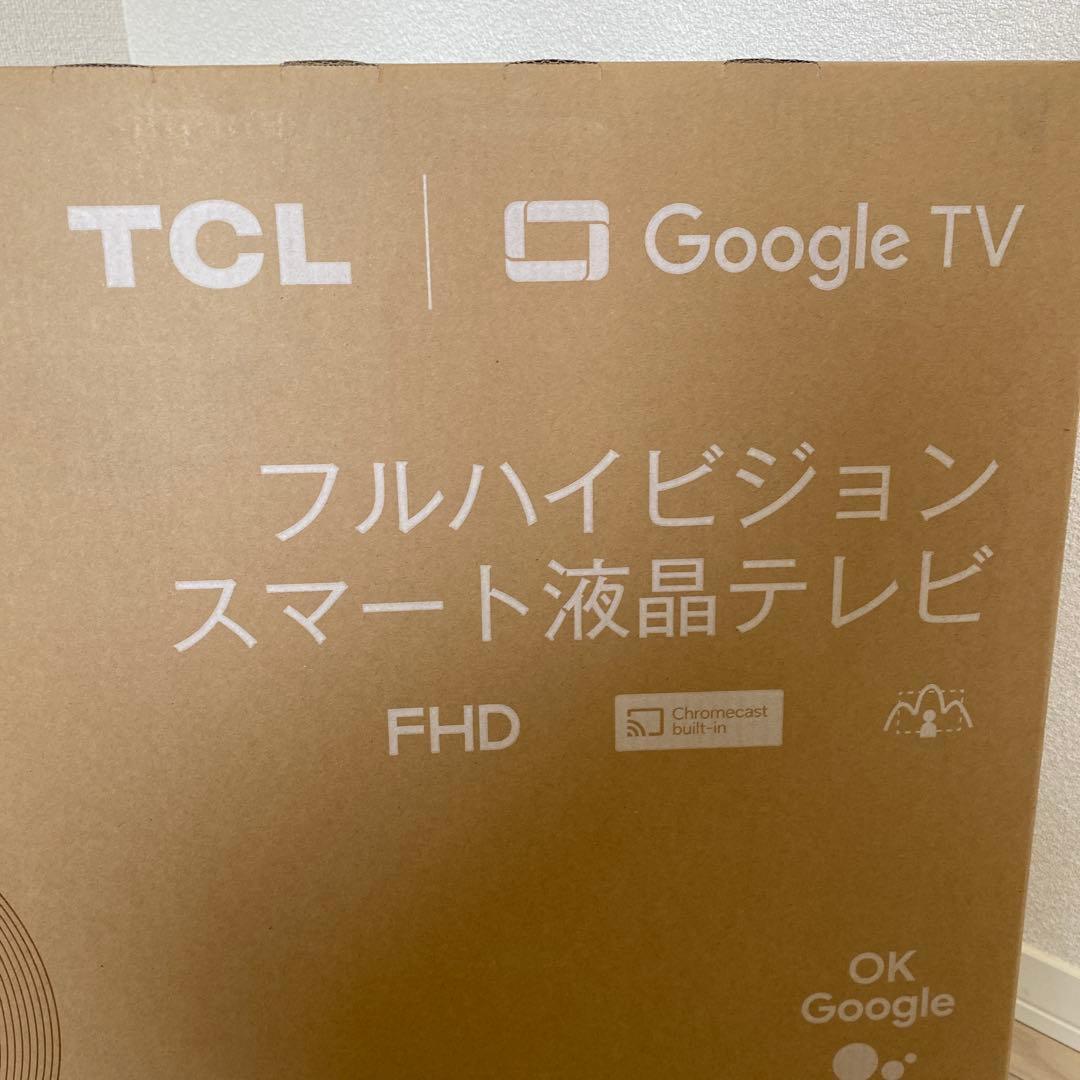 TCL Google TV
フルハイビジョン
スマート液晶テレビ
FHD Chromecast
built-in
OK
Google